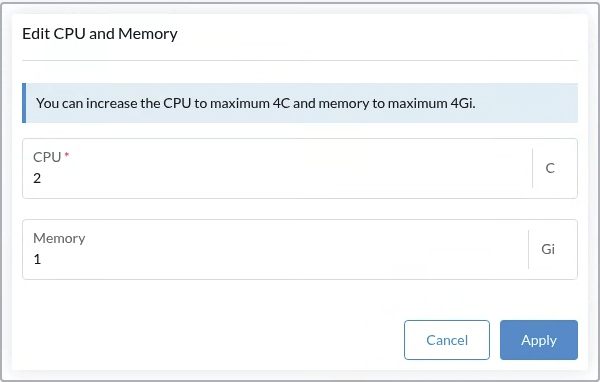 Edit CPU and Memory
You can increase the CPU to maximum 4C and memory to maximum 4Gi.
CPU *
2
C
Memory
1
Gi
Cancel
Apply